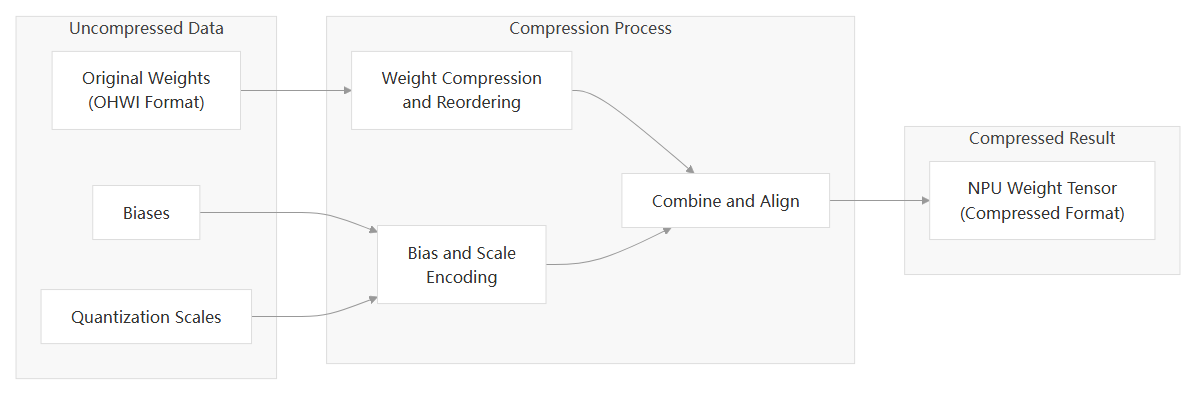 Uncompressed Data
Original Weights
(OHWI Format)
Biases
Quantization Scales
Compression Process
Weight Compression
and Reordering
Bias and Scale
Encoding
Combine and Align
Compressed Result
NPU Weight Tensor
(Compressed Format)